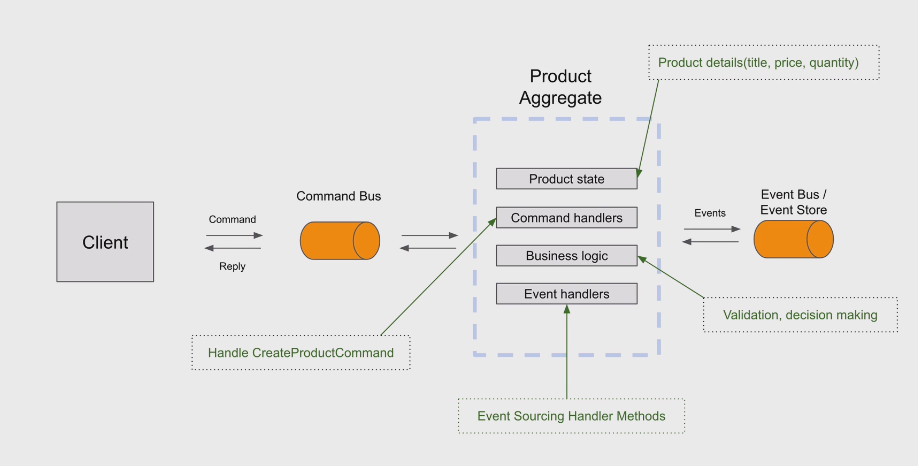 Product details(title, price, quantity)
Product
Aggregate
Product state
Command Bus
Event Bus /
Event Store
Client
Command
Reply
Command handlers
Events
Business logic
Event handlers
Validation, decision making
Handle CreateProductCommand
Event Sourcing Handler Methods